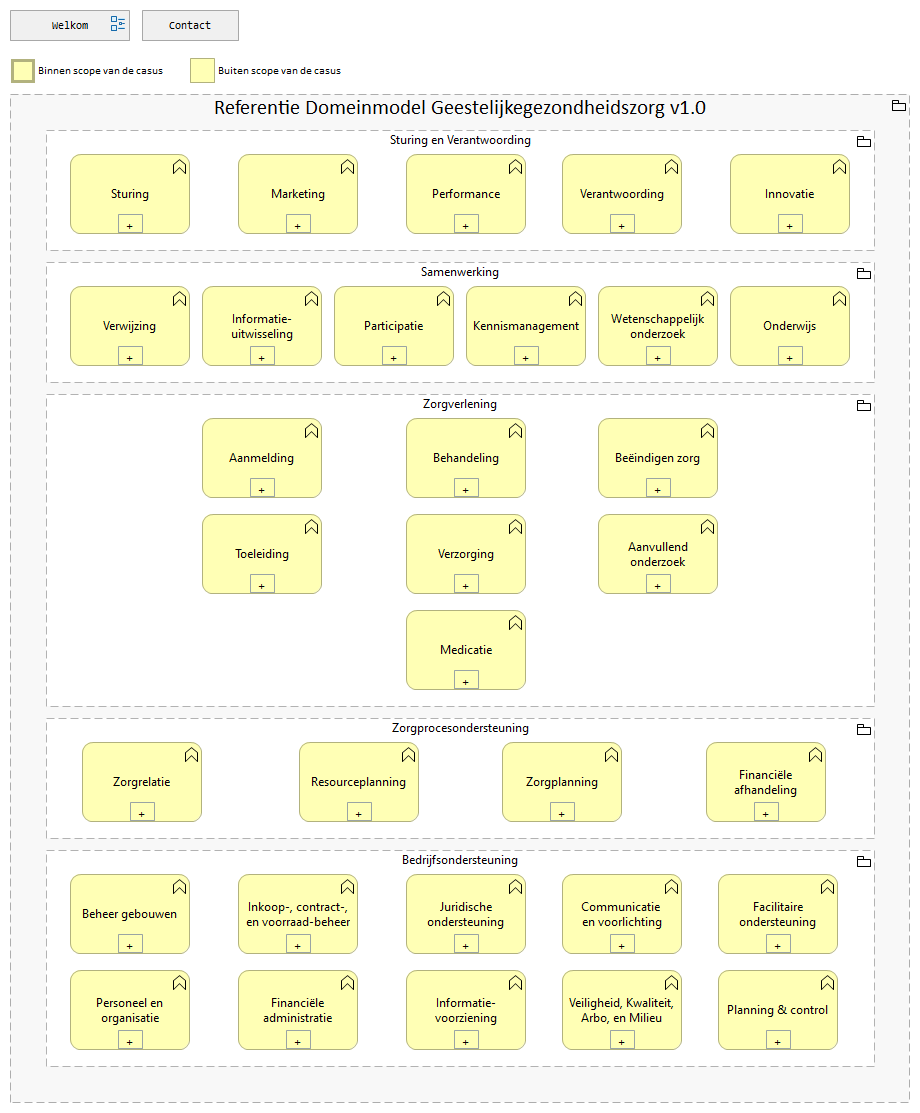 Welkom
Contact
Binnen scope van de casus
Buiten scope van de casus
Referentie Domeinmodel Geestelijkegezondheidszorg v1.0
Sturing en Verantwoording
Sturing
Marketing
Performance
Verantwoording
Innovatie
+
+
+
+
+
Samenwerking
Verwijzing
Informatie-
uitwisseling
Participatie
Kennismanagement
Wetenschappelijk
onderzoek
Onderwijs
+
+
+
+
+
+
Zorgverlening
Aanmelding
Behandeling
Beëindigen zorg
+
+
+
Toeleiding
Verzorging
Aanvullend
onderzoek
+
+
+
Medicatie
+
Zorgprocesondersteuning
Zorgrelatie
Resourceplanning
Zorgplanning
Financiële
afhandeling
+
+
+
+
Bedrijfsondersteuning
Beheer gebouwen
Inkoop-, contract-,
en voorraad-beheer
Juridische
ondersteuning
Communicatie
en voorlichting
Facilitaire
ondersteuning
+
+
+
+
+
Personeel en
organisatie
Financiële
administratie
Informatie-
voorziening
Veiligheid, Kwaliteit,
Arbo, en Milieu
Planning & control
+
+
+
+
+